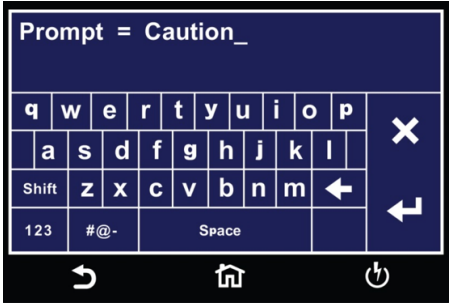 Prompt = Caution_
q w e r t y u i o p
a s d f g h j k l
Shift z x c v b n m
123 #@- Space